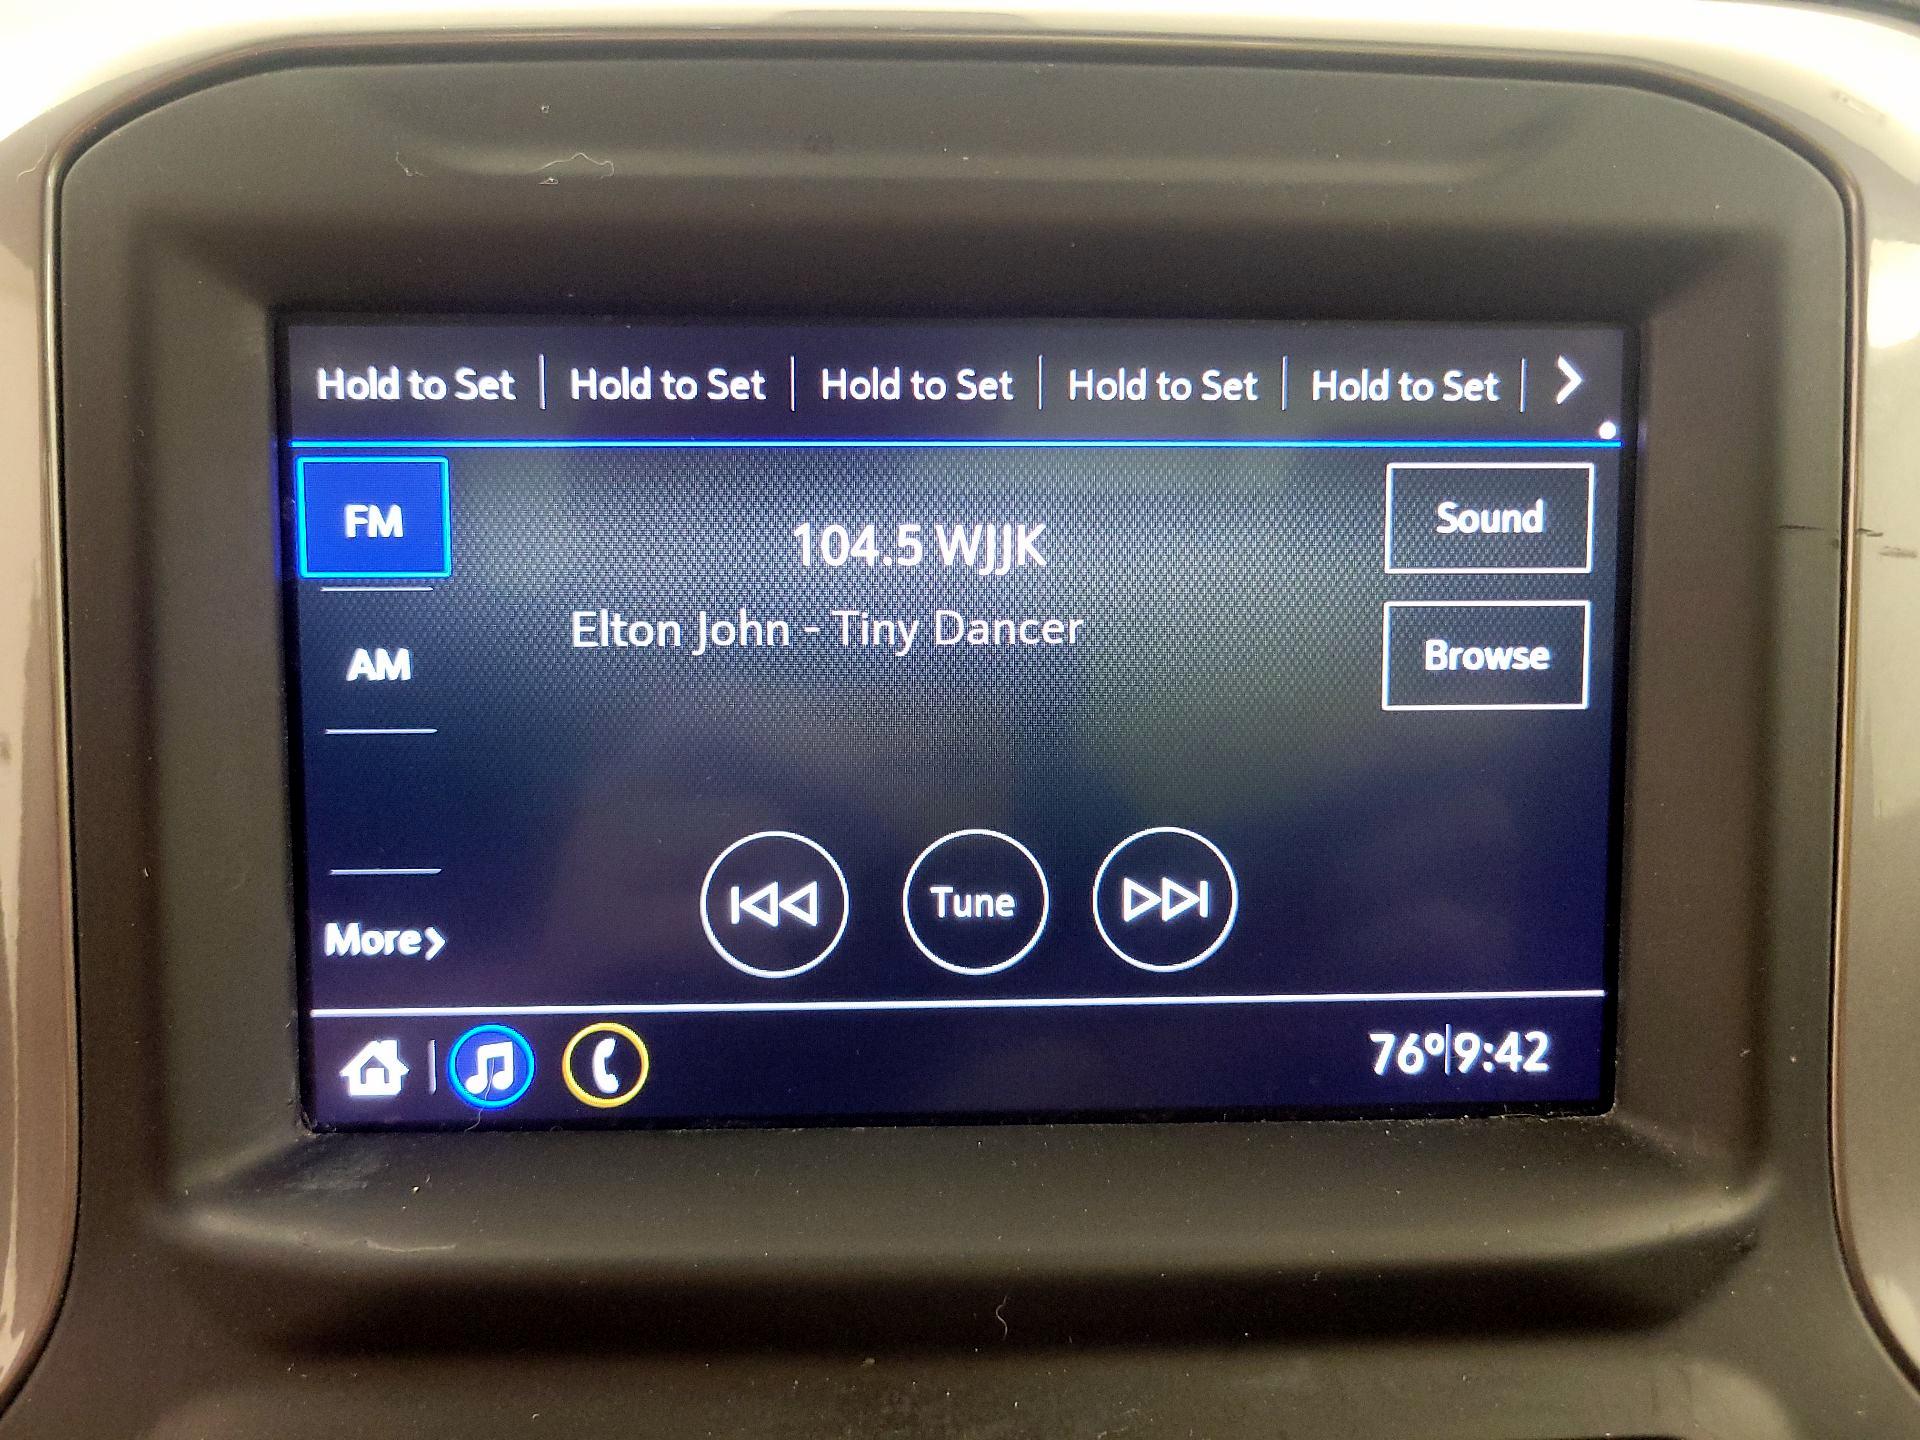 Hold to Set | Hold to Set | Hold to Set | Hold to Set | Hold to Set
FM
Sound
104.5 WJJK
Elton John - Tiny Dancer
AM
Browse
Tune
More
76º|9:42